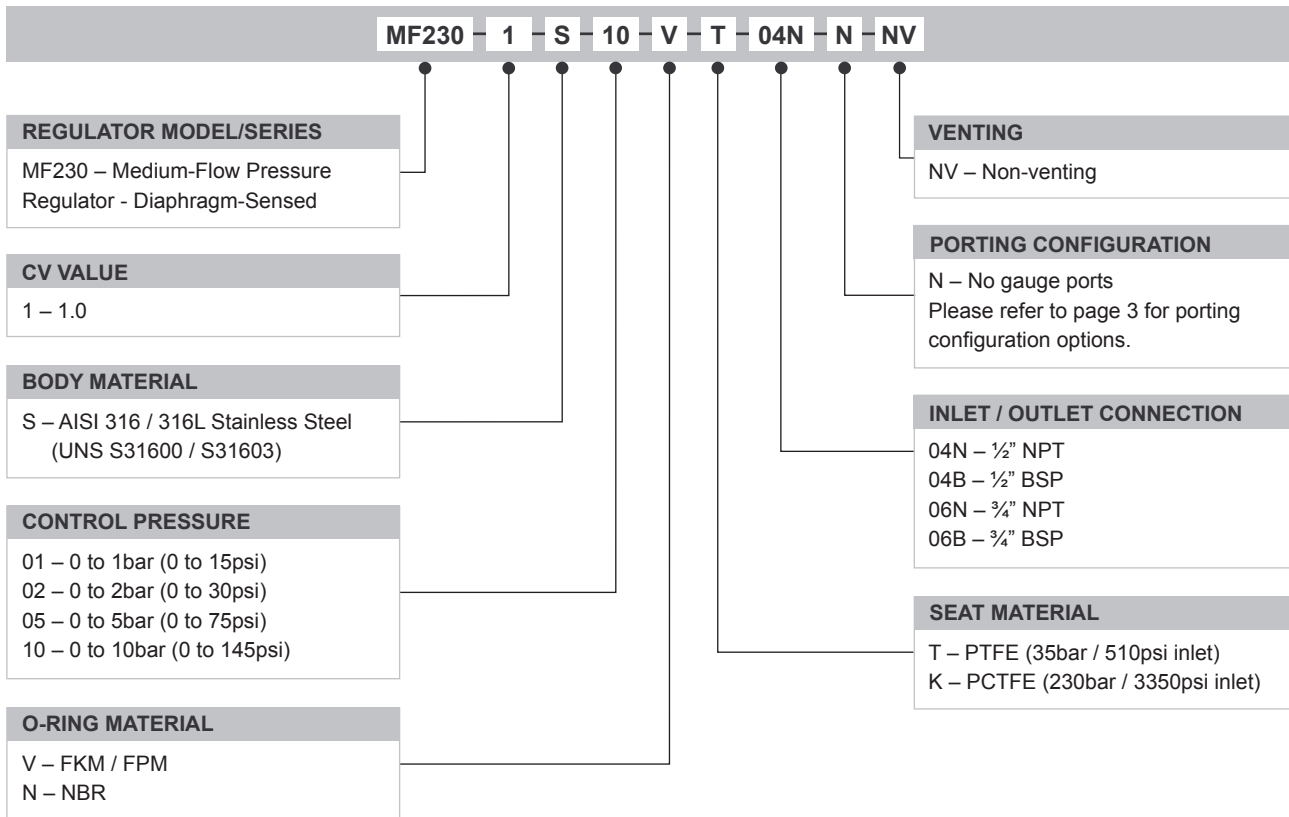 MF230 – 1 – S – 10 – V – T – 04N – N – NV
REGULATOR MODEL/SERIES
MF230 – Medium-Flow Pressure
Regulator - Diaphragm-Sensed
CV VALUE
1 – 1.0
BODY MATERIAL
S – AISI 316 / 316L Stainless Steel
(UNS S31600 / S31603)
CONTROL PRESSURE
01 – 0 to 1bar (0 to 15psi)
02 – 0 to 2bar (0 to 30psi)
05 – 0 to 5bar (0 to 75psi)
10 – 0 to 10bar (0 to 145psi)
O-RING MATERIAL
V – FKM / FPM
N – NBR
VENTING
NV – Non-venting
PORTING CONFIGURATION
N – No gauge ports
Please refer to page 3 for porting
configuration options.
INLET / OUTLET CONNECTION
04N – ½” NPT
04B – ½” BSP
06N – ¾” NPT
06B – ¾” BSP
SEAT MATERIAL
T – PTFE (35bar / 510psi inlet)
K – PCTFE (230bar / 3350psi inlet)